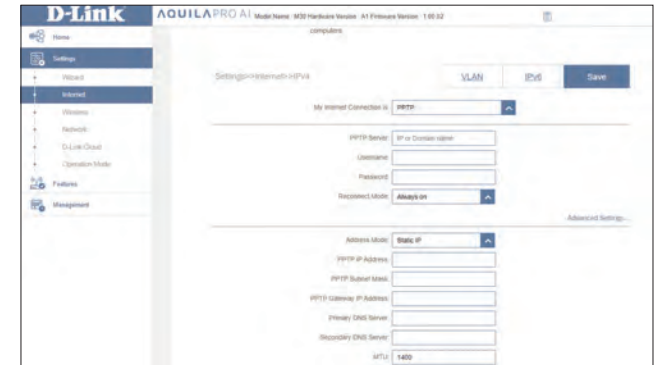 D-Link
AQUILA PRO AI Model Name : M30 Hardware Version : A1 Firmware Version : 1.00.02
Home
Settings
Wizard
Internet
Wireless
Network
D-Link Cloud
Operation Mode
Features
Management
computers.
Settings>>Internet>>IPv4
VLAN
IPv6
Save
My Internet Connection is PPTP
PPTP Server IP or Domain name
Username
Password
Reconnect Mode Always on
Advanced Settings...
Address Mode Static IP
PPTP IP Address
PPTP Subnet Mask
PPTP Gateway IP Address
Primary DNS Server
Secondary DNS Server
MTU 1400